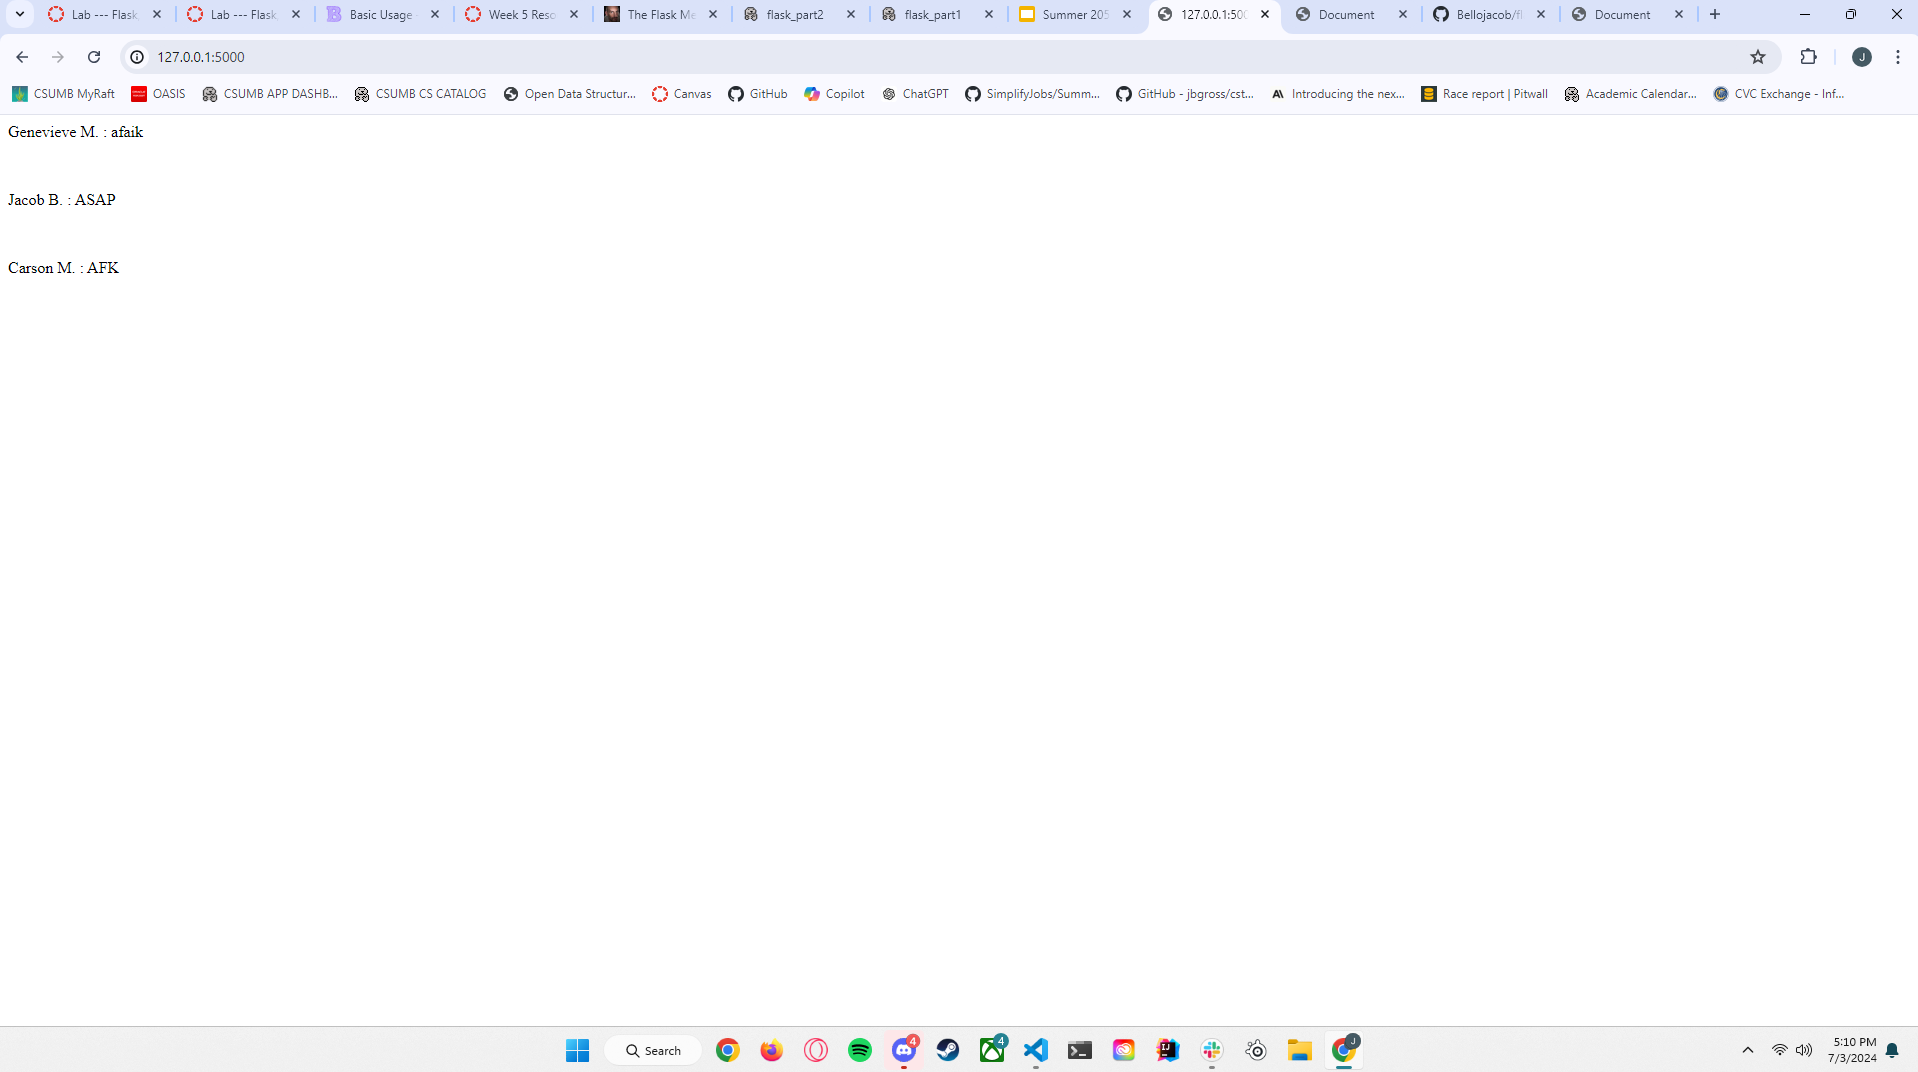 Lab --- Flask
Lab --- Flask
Basic Usage
Week 5 Reso
The Flask Me
flask_part2
flask_part1
Summer 205
127.0.0.1:500
Document
Bellojacob/fl
Document
127.0.0.1:5000
J
CSUMB MyRaft
OASIS
CSUMB APP DASHB...
CSUMB CS CATALOG
Open Data Structur...
Canvas
GitHub
Copilot
ChatGPT
SimplifyJobs/Summ...
GitHub - jbgross/cst...
Introducing the nex...
Race report | Pitwall
Academic Calendar...
CVC Exchange - Inf...
Genevieve M. : afaik
Jacob B. : ASAP
Carson M. : AFK
Search
4
4
J
5:10 PM
7/3/2024